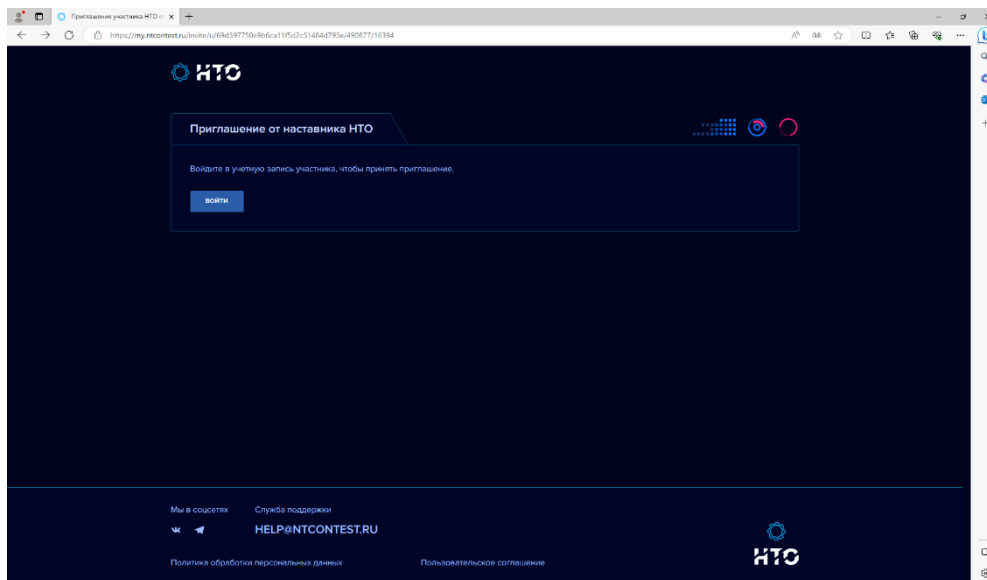 Приглашение участника НТО о
https://my.ntcontest.ru/invite/u/69d397750e9b6ca11f5d2c51484d793e/490877/16394
НТО
Приглашение от наставника НТО
Войдите в учетную запись участника, чтобы принять приглашение.
ВОЙТИ
Мы в соцсетях
Служба поддержки
HELP@NTCONTEST.RU
НТО
Политика обработки персональных данных
Пользовательское соглашение